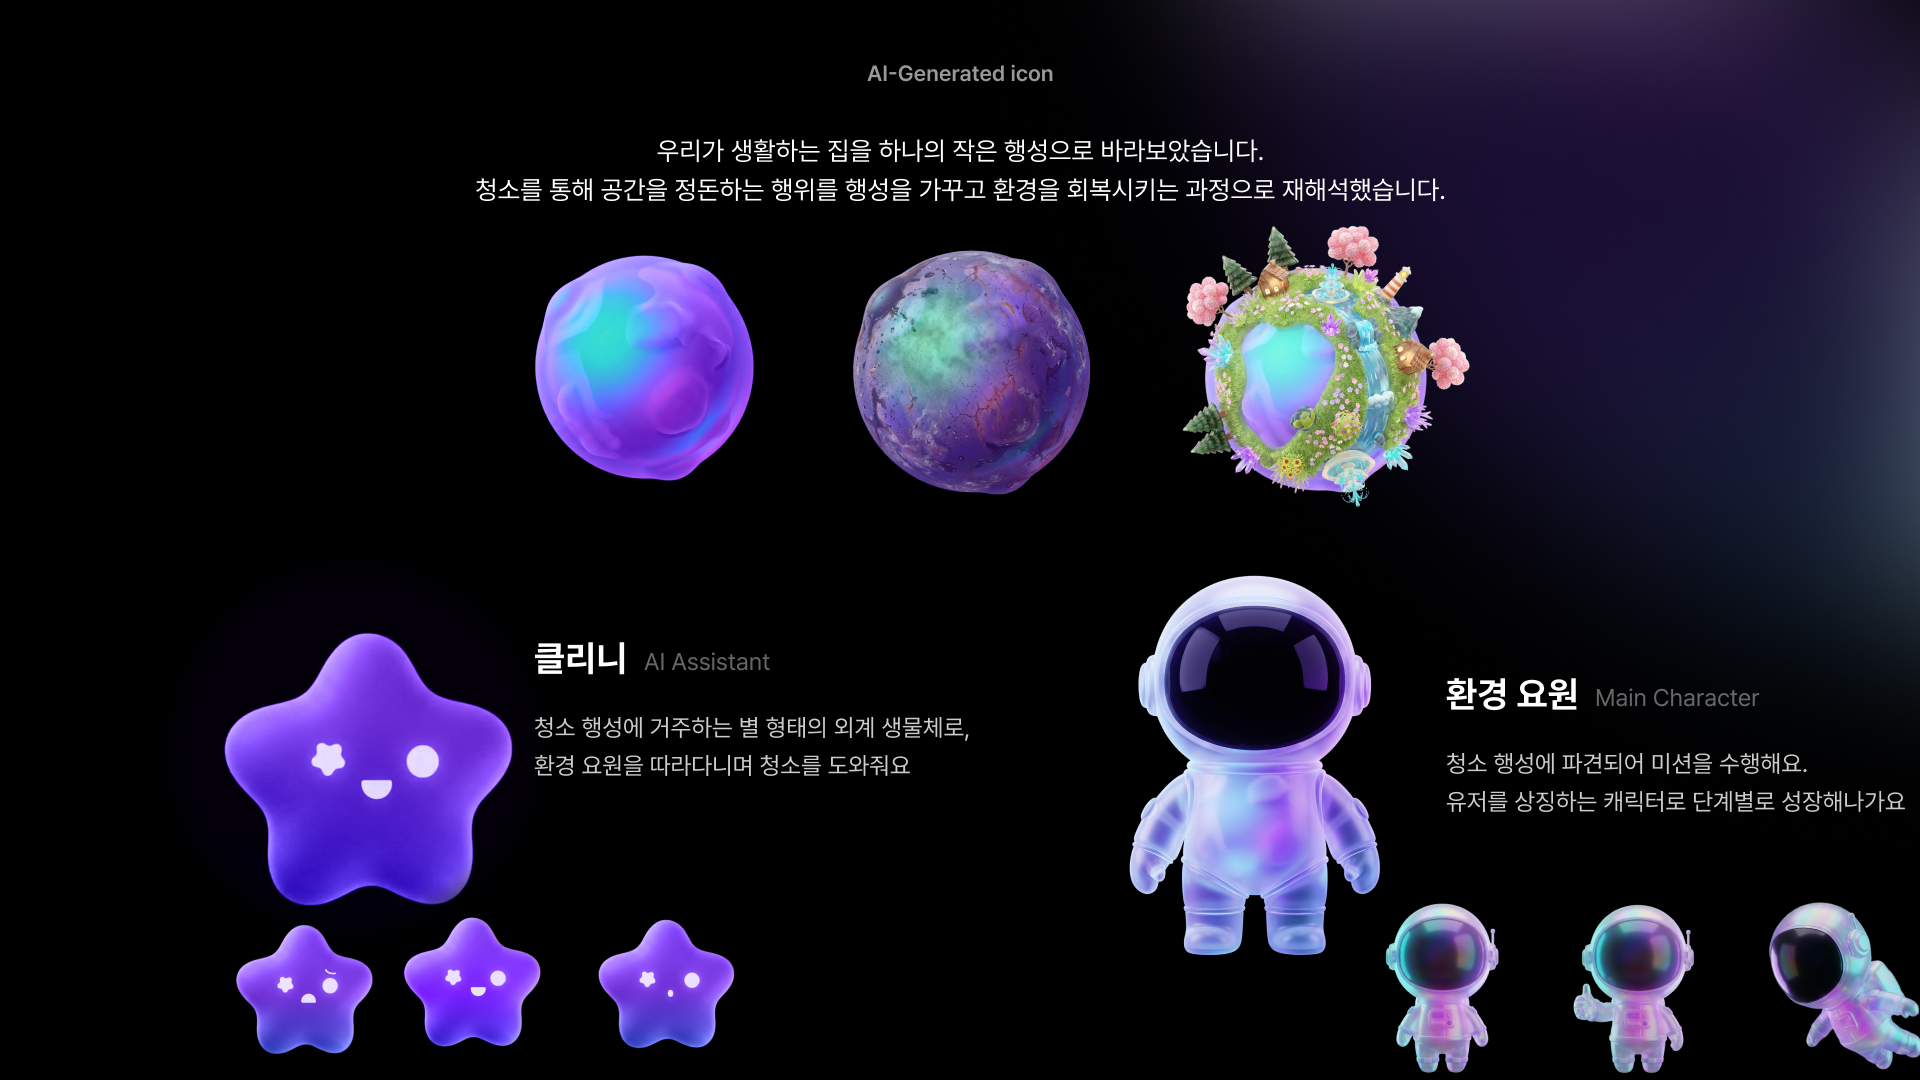 AI-Generated icon
우리가 생활하는 집을 하나의 작은 행성으로 바라보았습니다.
청소를 통해 공간을 정돈하는 행위를 행성을 가꾸고 환경을 회복시키는 과정으로 재해석했습니다.
클리니 AI Assistant
청소 행성에 거주하는 별 형태의 외계 생물체로,
환경 요원을 따라다니며 청소를 도와줘요
환경 요원 Main Character
청소 행성에 파견되어 미션을 수행해요.
유저를 상징하는 캐릭터로 단계별로 성장해나가요